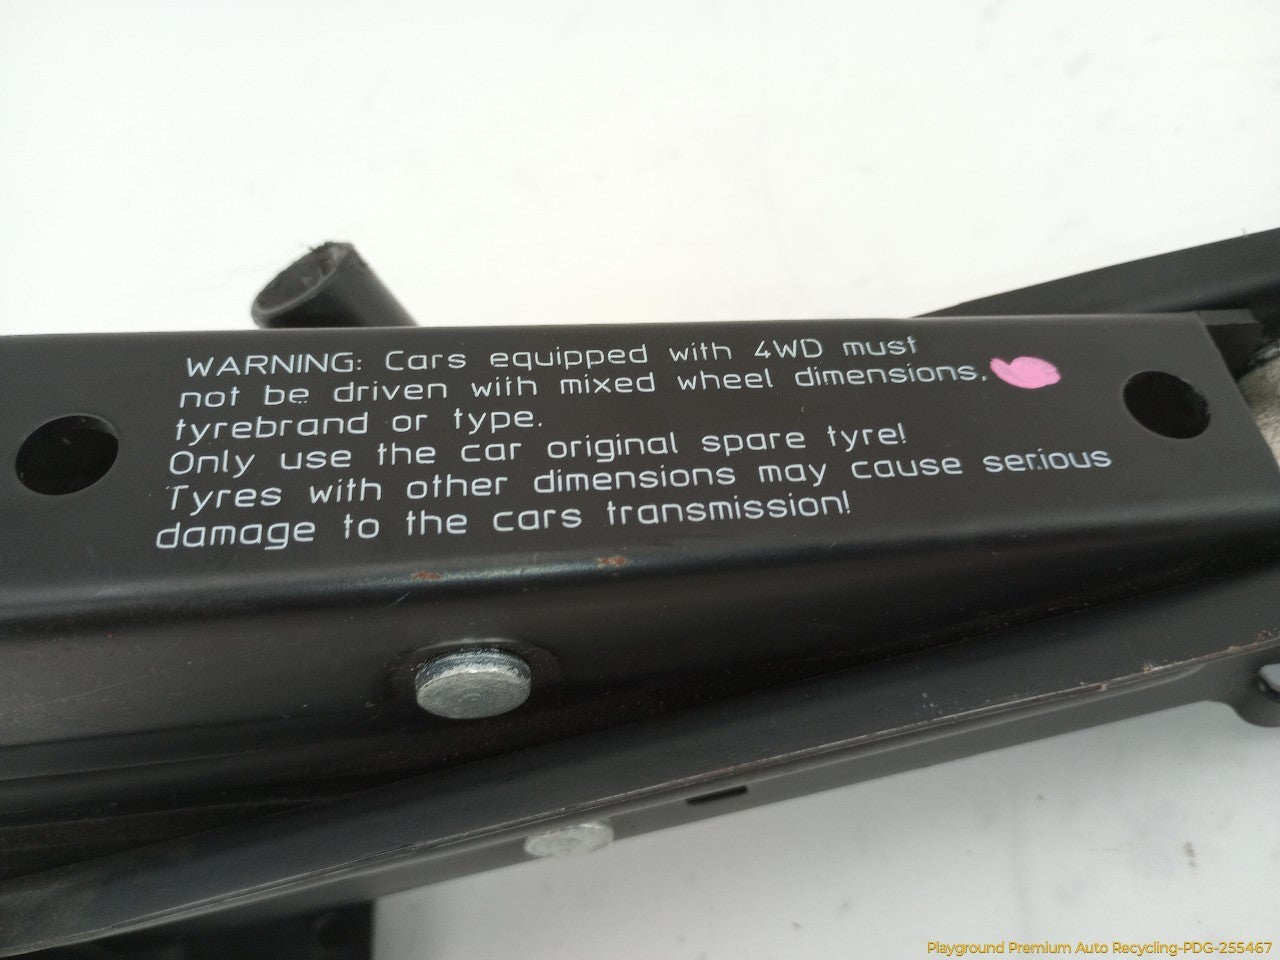 WARNING: Cars equipped with 4WD must
not be driven with mixed wheel dimensions,
tyrebrand or type.
Only use the car original spare tyre!
Tyres with other dimensions may cause serious
damage to the cars transmission!
Playground Premium Auto Recycling-PDG-255467